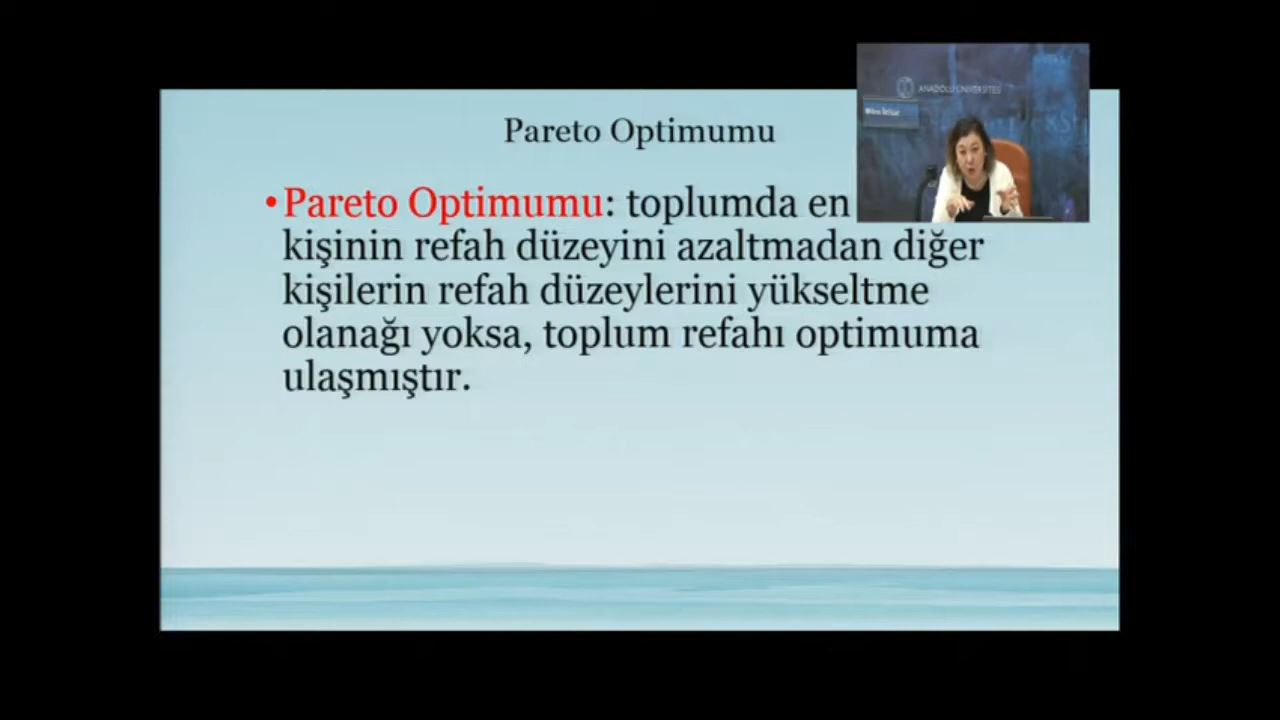 Pareto Optimumu
ANADOLU ÜNİVERSİTESİ
•Pareto Optimumu: toplumda en
kişinin refah düzeyini azaltmadan diğer
kişilerin refah düzeylerini yükseltme
olanağı yoksa, toplum refahı optimuma
ulaşmıştır.